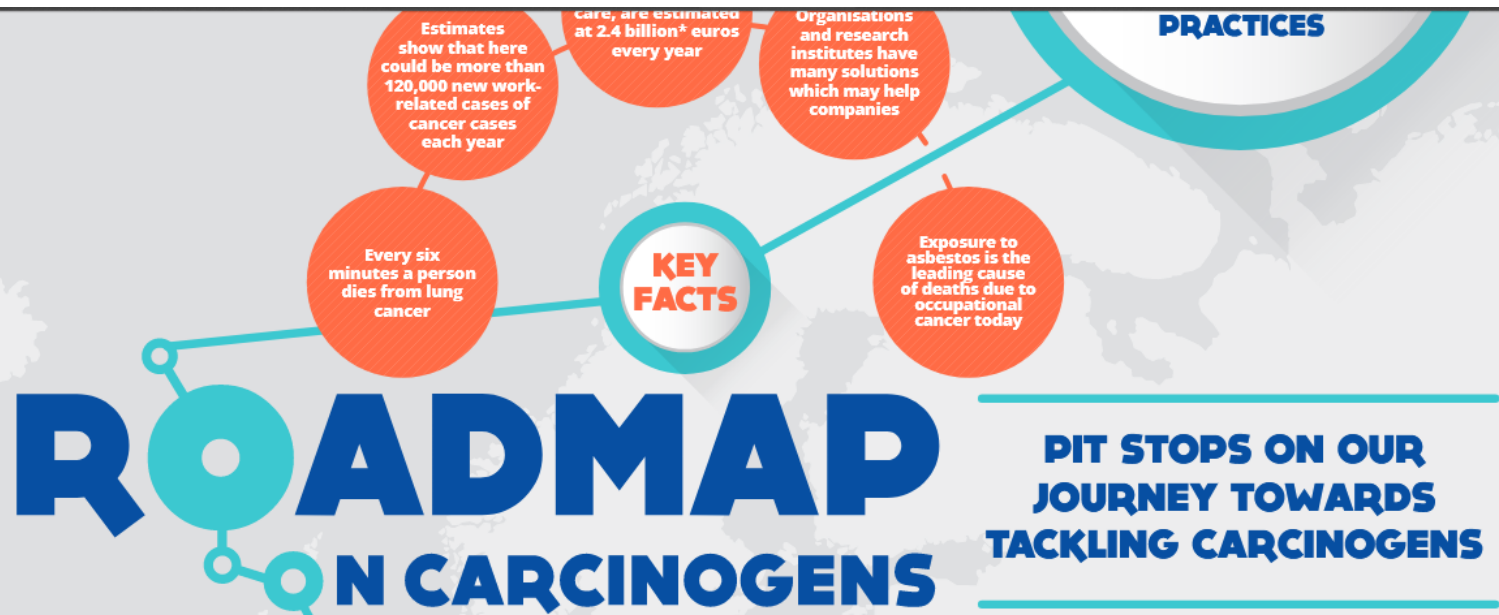 Estimates
show that here
could be more than
120,000 new work-
related cases of
cancer cases
each year
care, are estimated
at 2.4 billion* euros
every year
Organisations
and research
institutes have
many solutions
which may help
companies
PRACTICES
Every six
minutes a person
dies from lung
cancer
KEY
FACTS
Exposure to
asbestos is the
leading cause
of deaths due to
occupational
cancer today
ROADMAP
ON CARCINOGENS
PIT STOPS ON OUR
JOURNEY TOWARDS
TACKLING CARCINOGENS